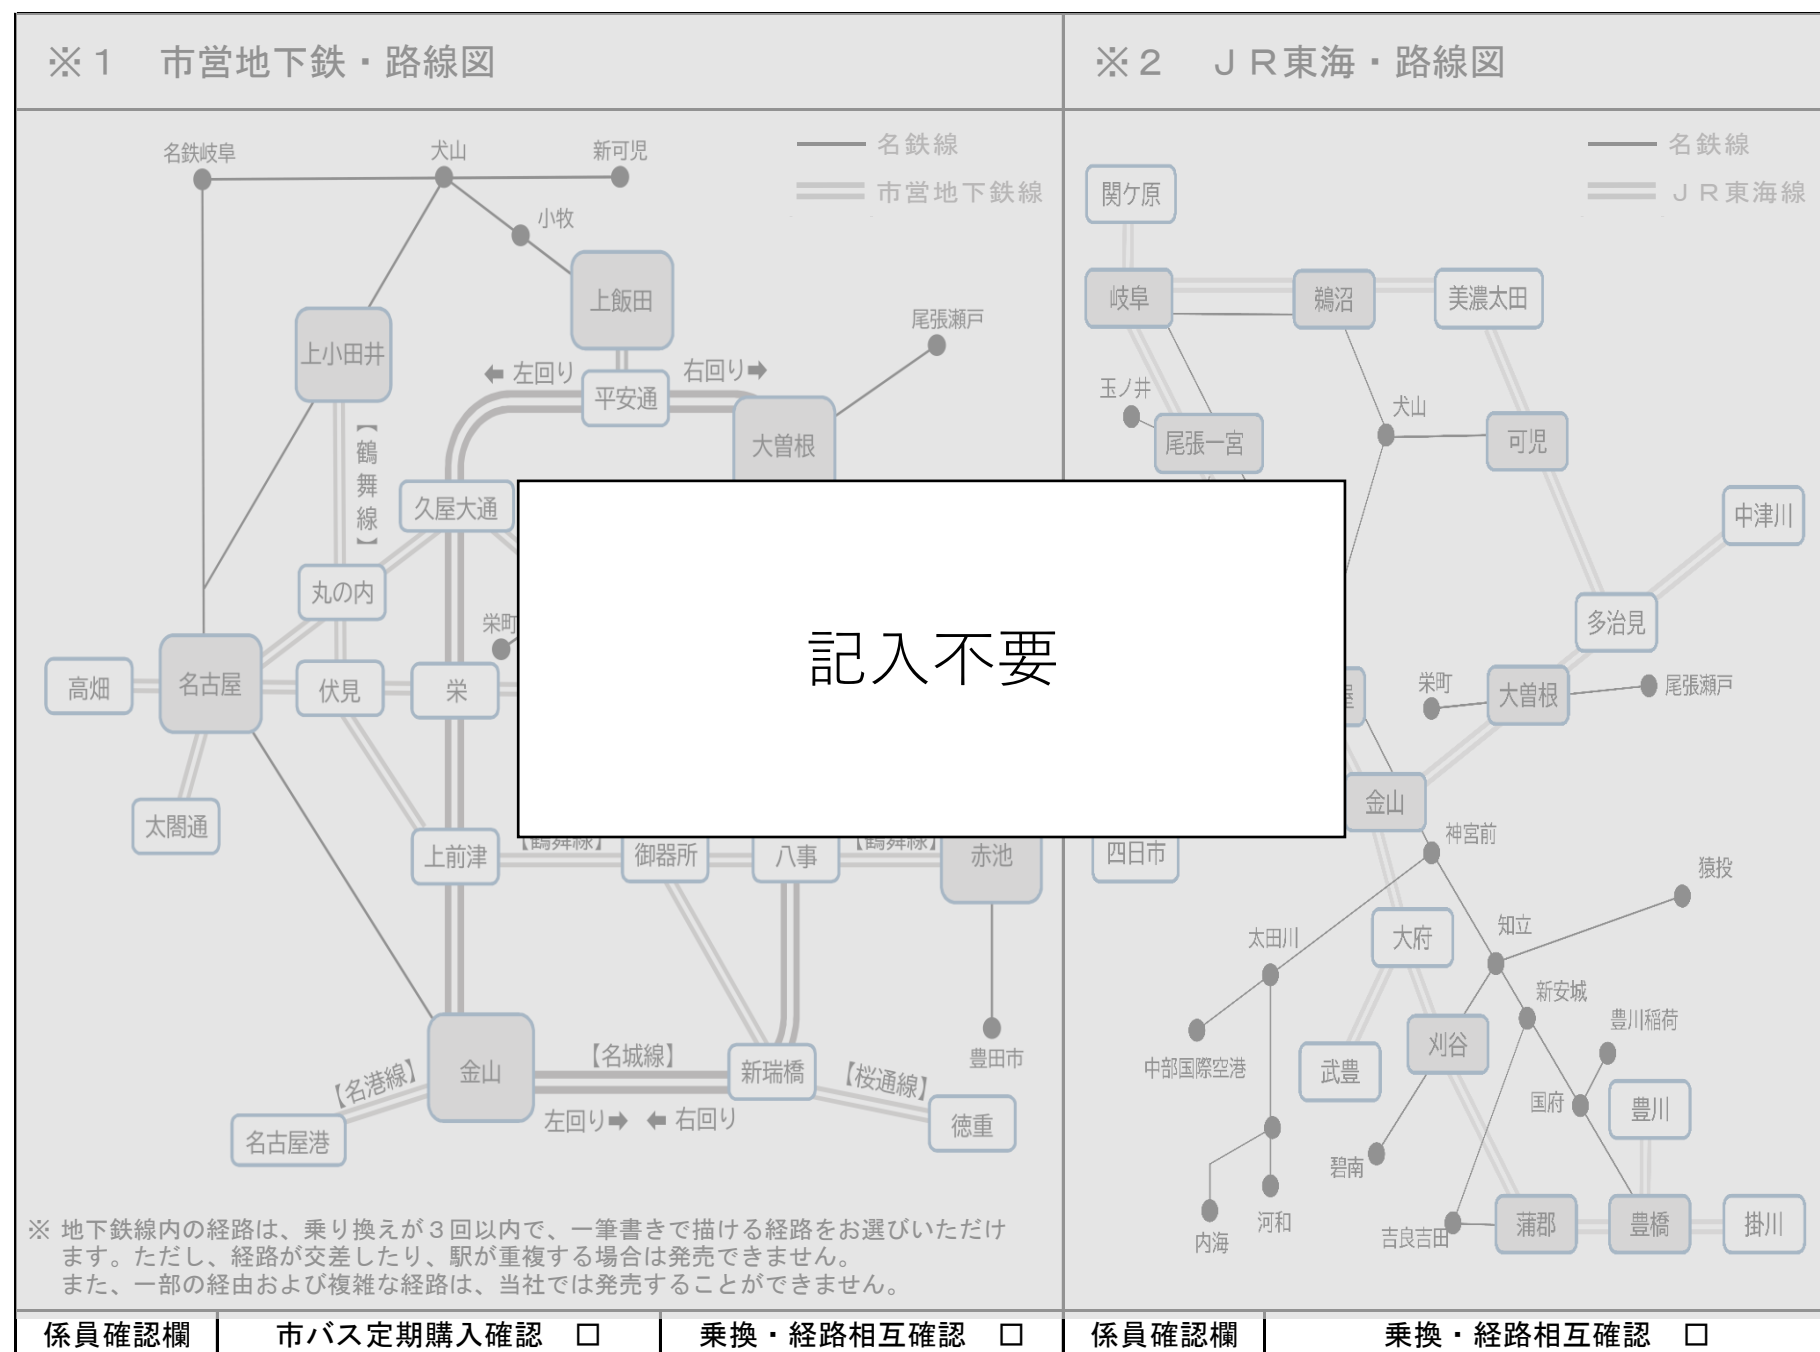 ※１　市営地下鉄・路線図
※２　ＪＲ東海・路線図
名鉄線
市営地下鉄線
名鉄岐阜
犬山
新可児
小牧
上飯田
尾張瀬戸
上小田井
左回り
右回り
平安通
大曽根
【鶴舞線】
久屋大通
丸の内
栄町
高畑
名古屋
伏見
栄
太閤通
上前津
【鶴舞線】
御器所
八事
【鶴舞線】
赤池
豊田市
金山
【名城線】
新瑞橋
【桜通線】
【名港線】
左回り
右回り
名古屋港
徳重
※ 地下鉄線内の経路は、乗り換えが３回以内で、一筆書きで描ける経路をお選びいただけ
ます。ただし、経路が交差したり、駅が重複する場合は発売できません。
また、一部の経由および複雑な経路は、当社では発売することができません。
記入不要
名鉄線
ＪＲ東海線
関ケ原
岐阜
鵜沼
美濃太田
玉ノ井
犬山
尾張一宮
可児
中津川
多治見
栄町
大曽根
尾張瀬戸
金山
神宮前
四日市
猿投
太田川
大府
知立
新安城
豊川稲荷
中部国際空港
武豊
刈谷
国府
豊川
碧南
内海
河和
吉良吉田
蒲郡
豊橋
掛川
係員確認欄
市バス定期購入確認　□
乗換・経路相互確認　□
係員確認欄
乗換・経路相互確認　□